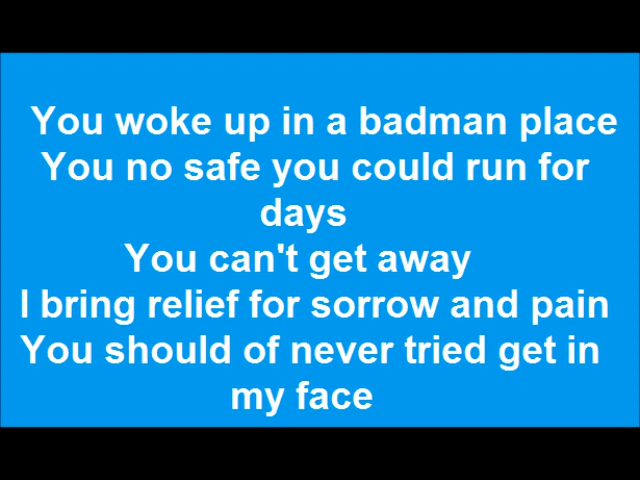 You woke up in a badman place
You no safe you could run for
days
You can't get away
I bring relief for sorrow and pain
You should of never tried get in
my face